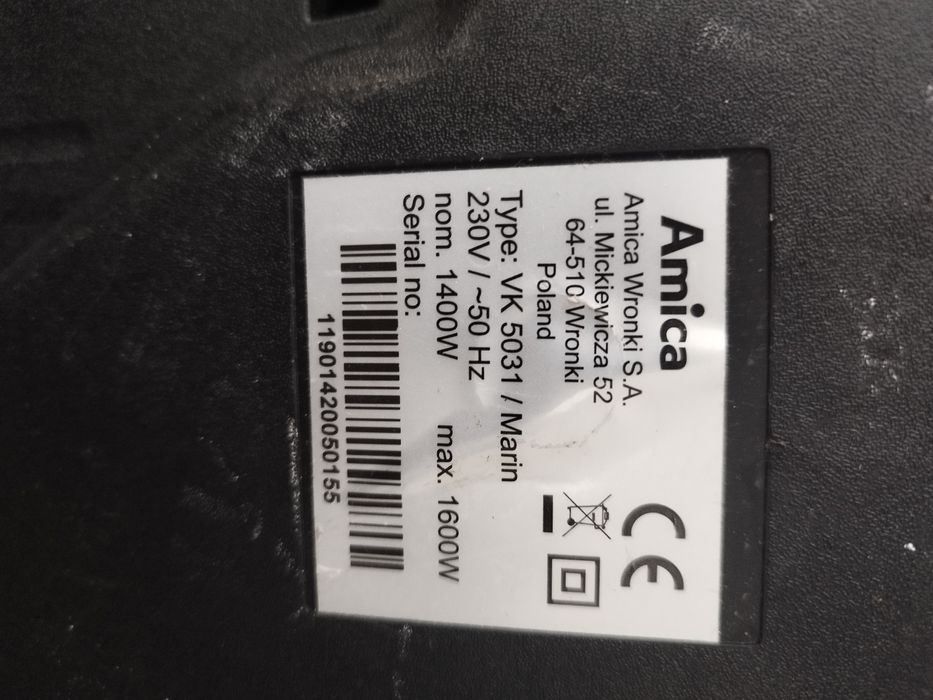 Amica
Amica Wronki S.A.
ul. Mickiewicza 52
64-510 Wronki
Poland
CE
Type: VK 5031 / Marin
230V / ~50 Hz
nom. 1400W max. 1600W
Serial no:
11901420050155